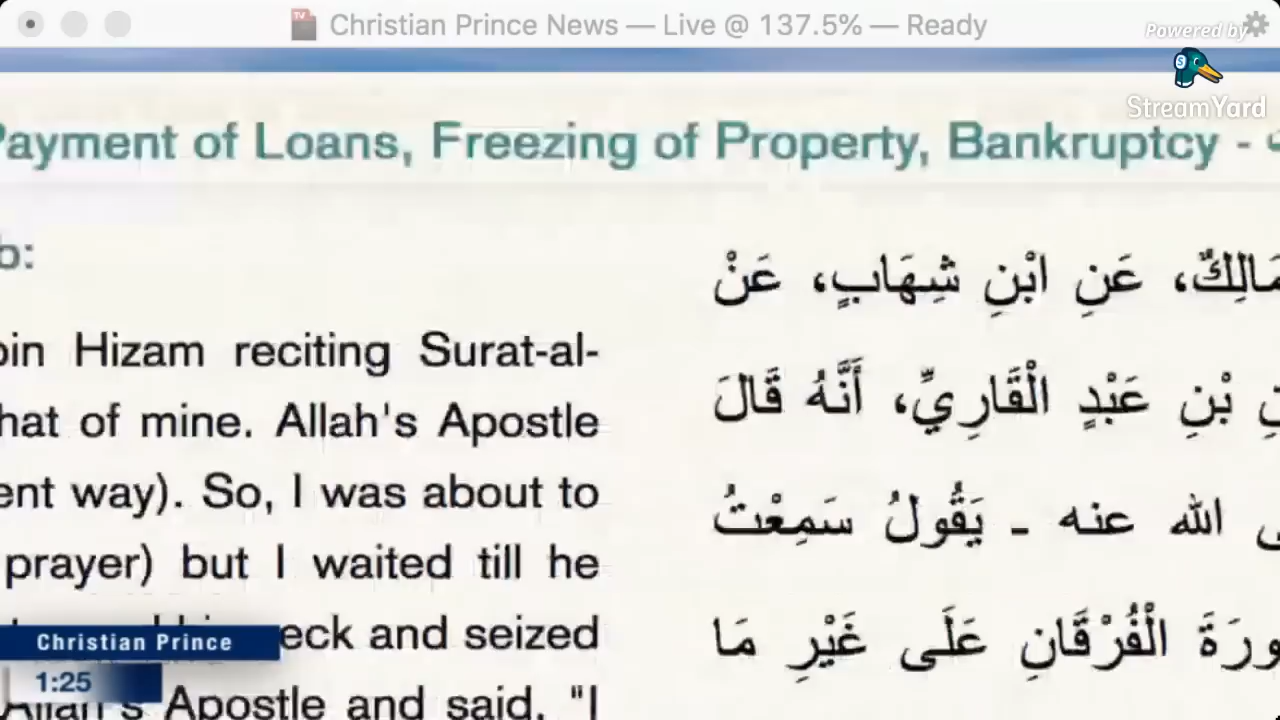 Christian Prince News — Live @ 137.5% — Ready
Powered by
StreamYard
Payment of Loans, Freezing of Property, Bankruptcy -
b:
bin Hizam reciting Surat-al-
that of mine. Allah's Apostle
ent way). So, I was about to
prayer) but I waited till he
eck and seized
Allah's Apostle and said, "I
مَالِكٌ، عَنِ ابْنِ شِهَابٍ، عَنْ
بْنِ عَبْدٍ الْقَارِيِّ، أَنَّهُ قَالَ
الله عنه ـ يَقُولُ سَمِعْتُ
ورَةَ الْفُرْقَانِ عَلَى غَيْرِ مَا
Christian Prince
1:25